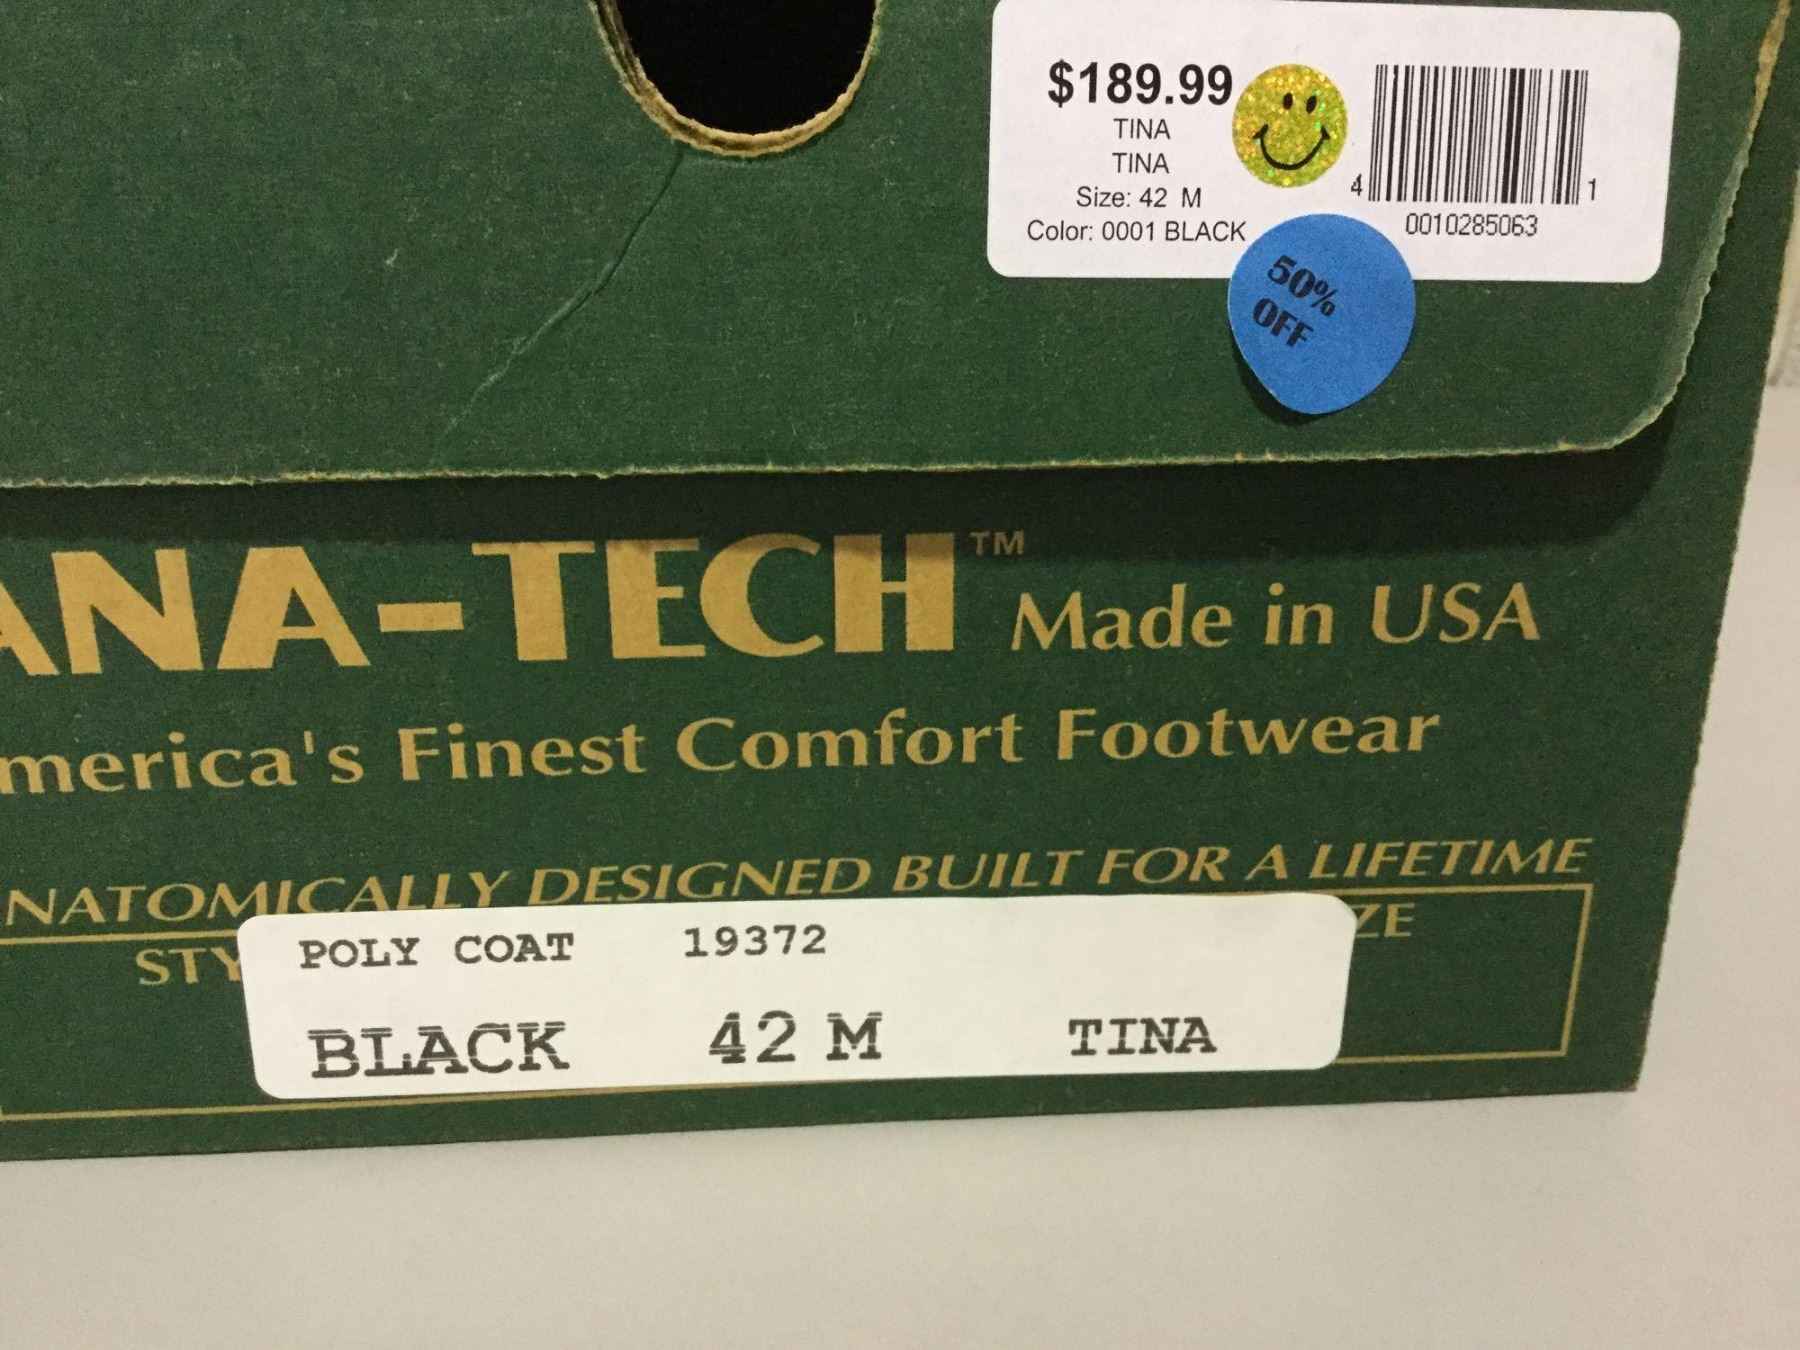 $189.99
TINA
TINA
Size: 42 M
Color: 0001 BLACK
4 1
0010285063
50%
OFF
ANA-TECH™ Made in USA
merica's Finest Comfort Footwear
NATOMICALLY DESIGNED BUILT FOR A LIFETIME
STY ZE
POLY COAT 19372
BLACK 42 M TINA